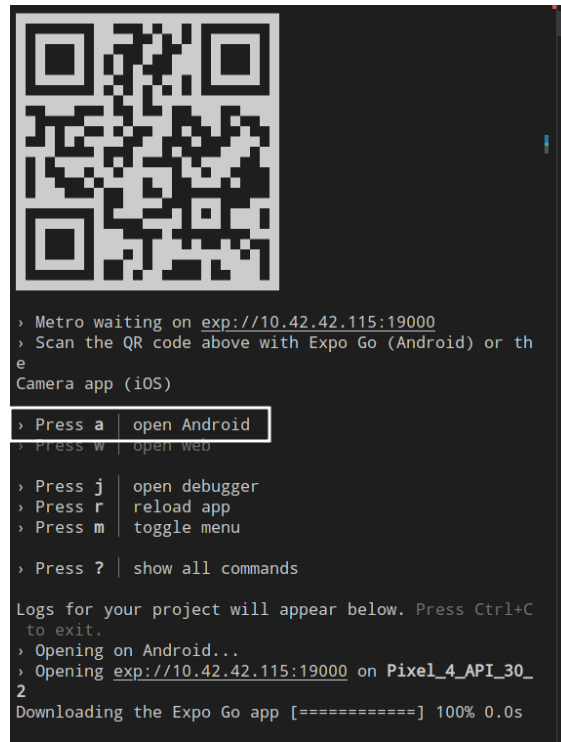 › Metro waiting on exp://10.42.42.115:19000
› Scan the QR code above with Expo Go (Android) or th
e
Camera app (iOS)
› Press a │ open Android
› Press w │ open web
› Press j │ open debugger
› Press r │ reload app
› Press m │ toggle menu
› Press ? │ show all commands
Logs for your project will appear below. Press Ctrl+C
to exit.
› Opening on Android...
› Opening exp://10.42.42.115:19000 on Pixel_4_API_30_
2
Downloading the Expo Go app [============] 100% 0.0s